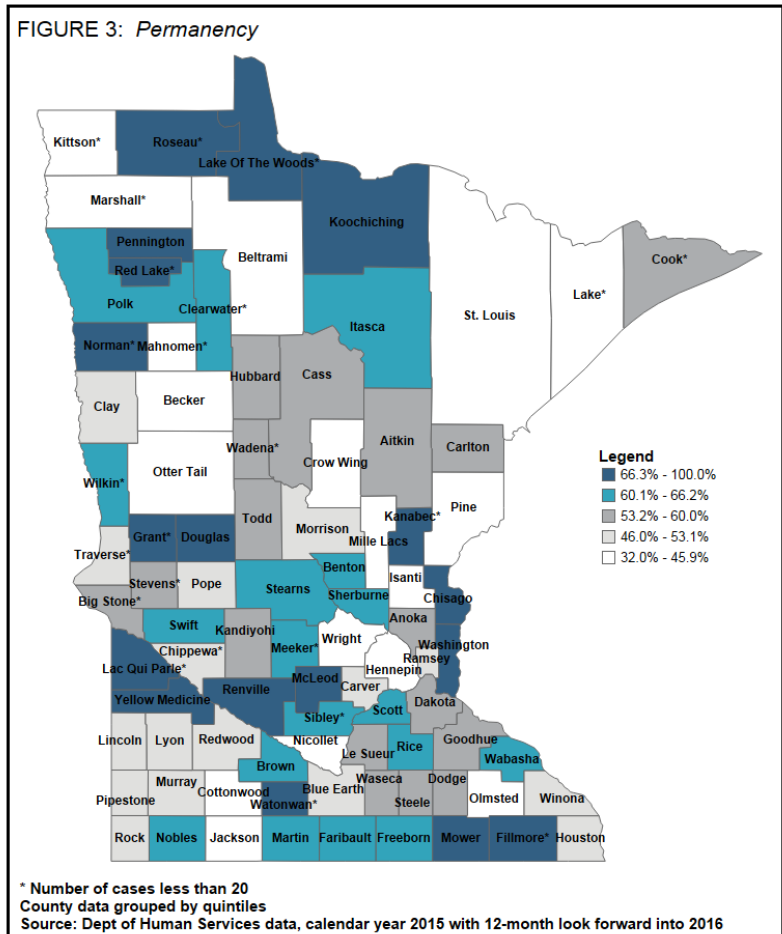 FIGURE 3: Permanency
Kittson*
Roseau*
Lake Of The Woods*
Marshall*
Koochiching
Pennington
Beltrami
Cook*
Red Lake*
Lake*
Polk
Clearwater*
St. Louis
Itasca
Norman*
Mahnomen*
Hubbard
Cass
Becker
Clay
Aitkin
Wadena*
Carlton
Crow Wing
Otter Tail
Wilkin*
Legend
66.3% - 100.0%
60.1% - 66.2%
53.2% - 60.0%
46.0% - 53.1%
32.0% - 45.9%
Pine
Kanabec*
Todd
Morrison
Grant*
Douglas
Mille Lacs
Traverse*
Benton
Isanti
Stevens*
Pope
Stearns
Sherburne
Chisago
Big Stone*
Anoka
Swift
Kandiyohi
Wright
Washington
Chippewa*
Meeker*
Ramsey
Hennepin
Lac Qui Parle*
McLeod
Carver
Renville
Yellow Medicine
Dakota
Scott
Sibley*
Lincoln
Lyon
Redwood
Nicollet
Goodhue
Le Sueur
Rice
Wabasha
Brown
Waseca
Dodge
Murray
Blue Earth
Cottonwood
Olmsted
Pipestone
Watonwan*
Steele
Winona
Rock
Nobles
Jackson
Martin
Faribault
Freeborn
Mower
Fillmore*
Houston
* Number of cases less than 20
County data grouped by quintiles
Source: Dept of Human Services data, calendar year 2015 with 12-month look forward into 2016